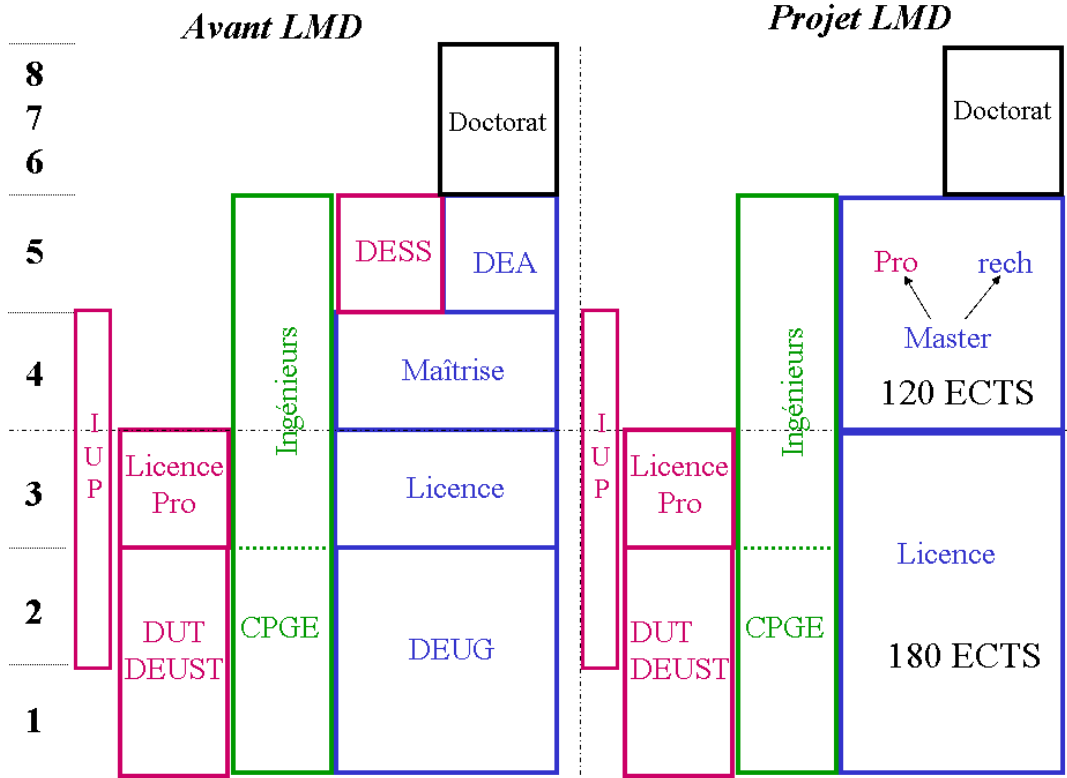 Avant LMD
Projet LMD
8
7
6
5
4
3
2
1
Doctorat
DESS
DEA
Maîtrise
Ingénieurs
I
U
P
Licence
Pro
Licence
DUT
DEUST
CPGE
DEUG
Doctorat
Pro
rech
Master
120 ECTS
Ingénieurs
I
U
P
Licence
Pro
Licence
DUT
DEUST
CPGE
180 ECTS